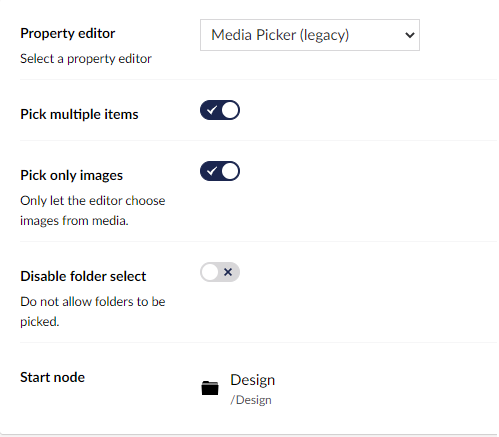 Property editor
Media Picker (legacy)
Select a property editor
Pick multiple items
Pick only images
Only let the editor choose
images from media.
Disable folder select
Do not allow folders to be
picked.
Start node
Design
/Design